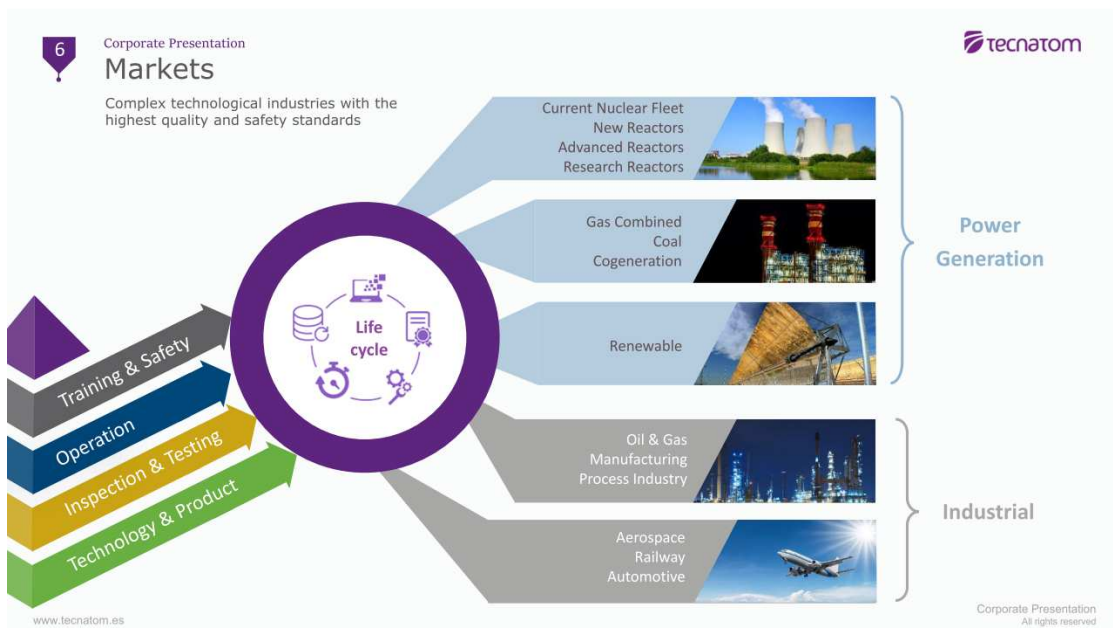 6
Corporate Presentation
Markets
Complex technological industries with the
highest quality and safety standards
tecnatom
Current Nuclear Fleet
New Reactors
Advanced Reactors
Research Reactors
Gas Combined
Coal
Cogeneration
Renewable
Power
Generation
Life
cycle
Training & Safety
Operation
Inspection & Testing
Technology & Product
Oil & Gas
Manufacturing
Process Industry
Aerospace
Railway
Automotive
Industrial
www.tecnatom.es
Corporate Presentation
All rights reserved